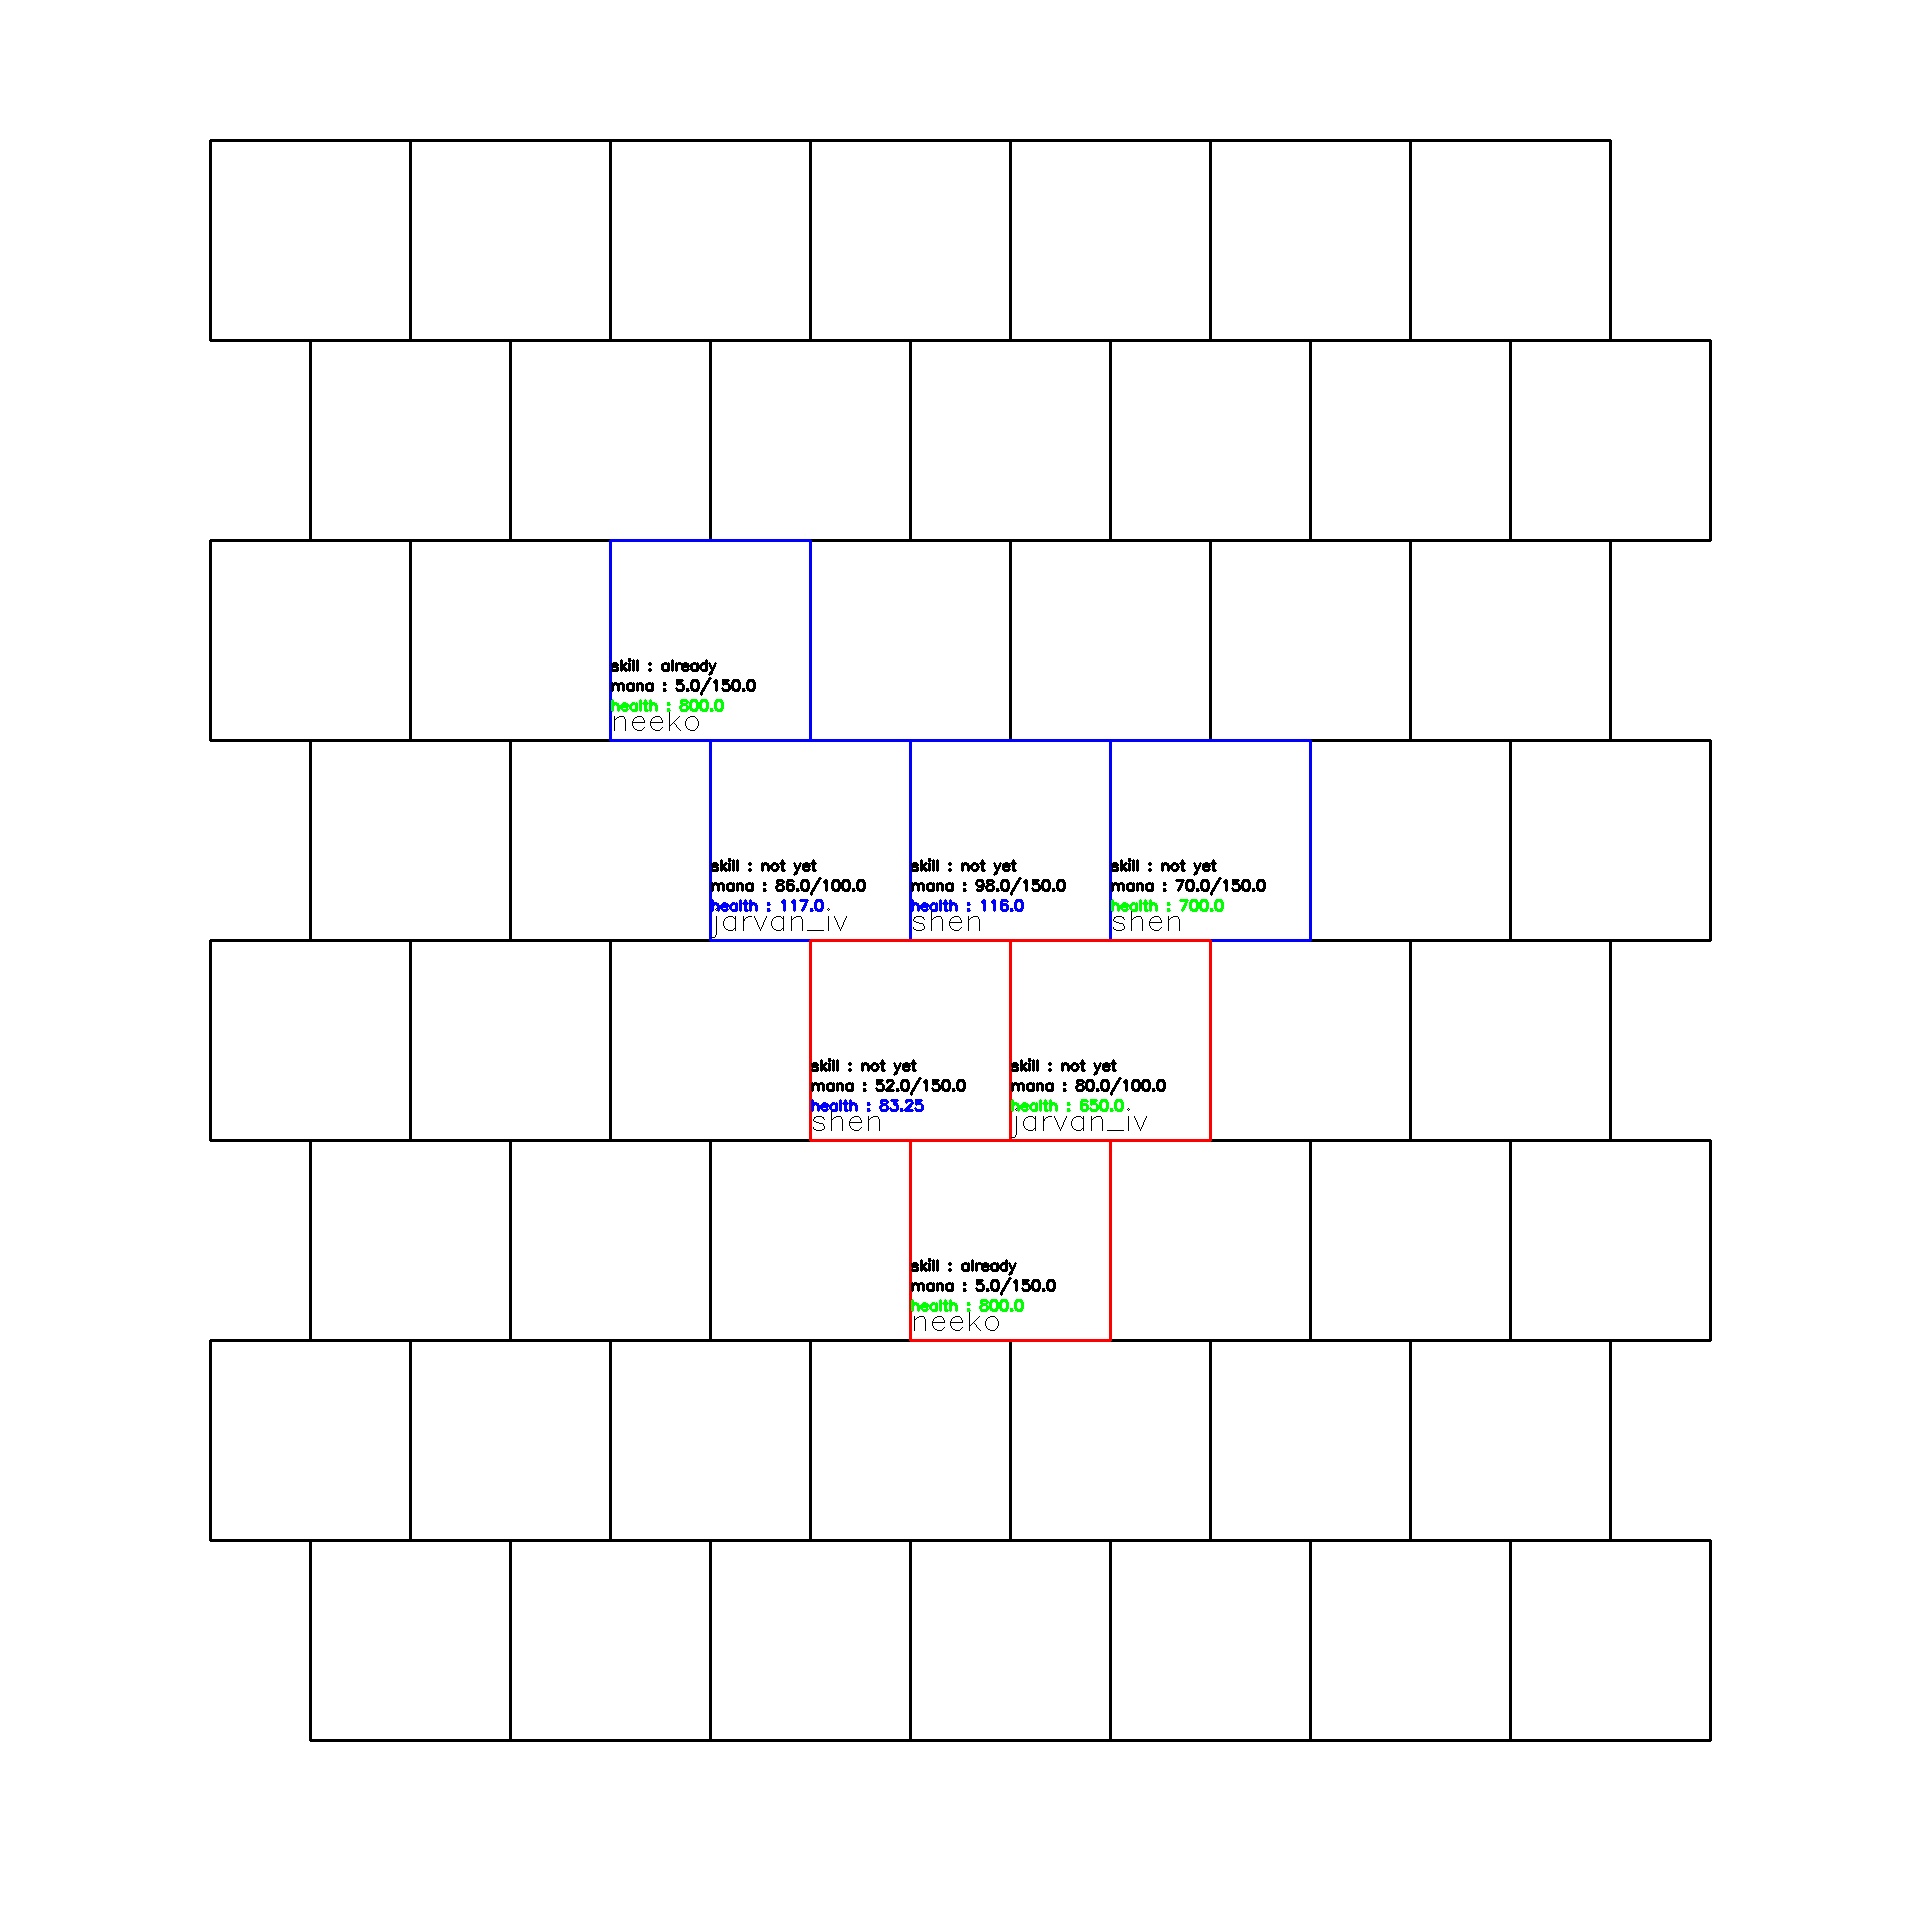 skill : already
mana : 5.0/150.0
health : 800.0
neeko
skill : not yet
mana : 86.0/100.0
health : 117.0
jarvan_iv
skill : not yet
mana : 98.0/150.0
health : 116.0
shen
skill : not yet
mana : 70.0/150.0
health : 700.0
shen
skill : not yet
mana : 52.0/150.0
health : 83.25
shen
skill : not yet
mana : 80.0/100.0
health : 650.0
jarvan_iv
skill : already
mana : 5.0/150.0
health : 800.0
neeko